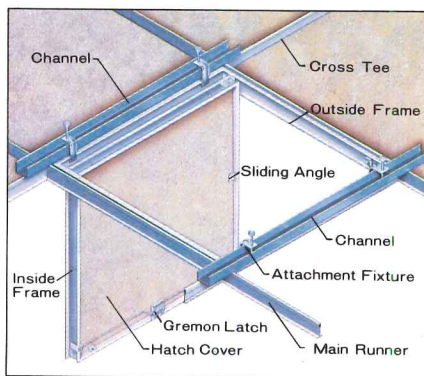 Channel
Cross Tee
Outside Frame
Sliding Angle
Channel
Inside
Frame
Attachment Fixture
Gremon Latch
Hatch Cover
Main Runner